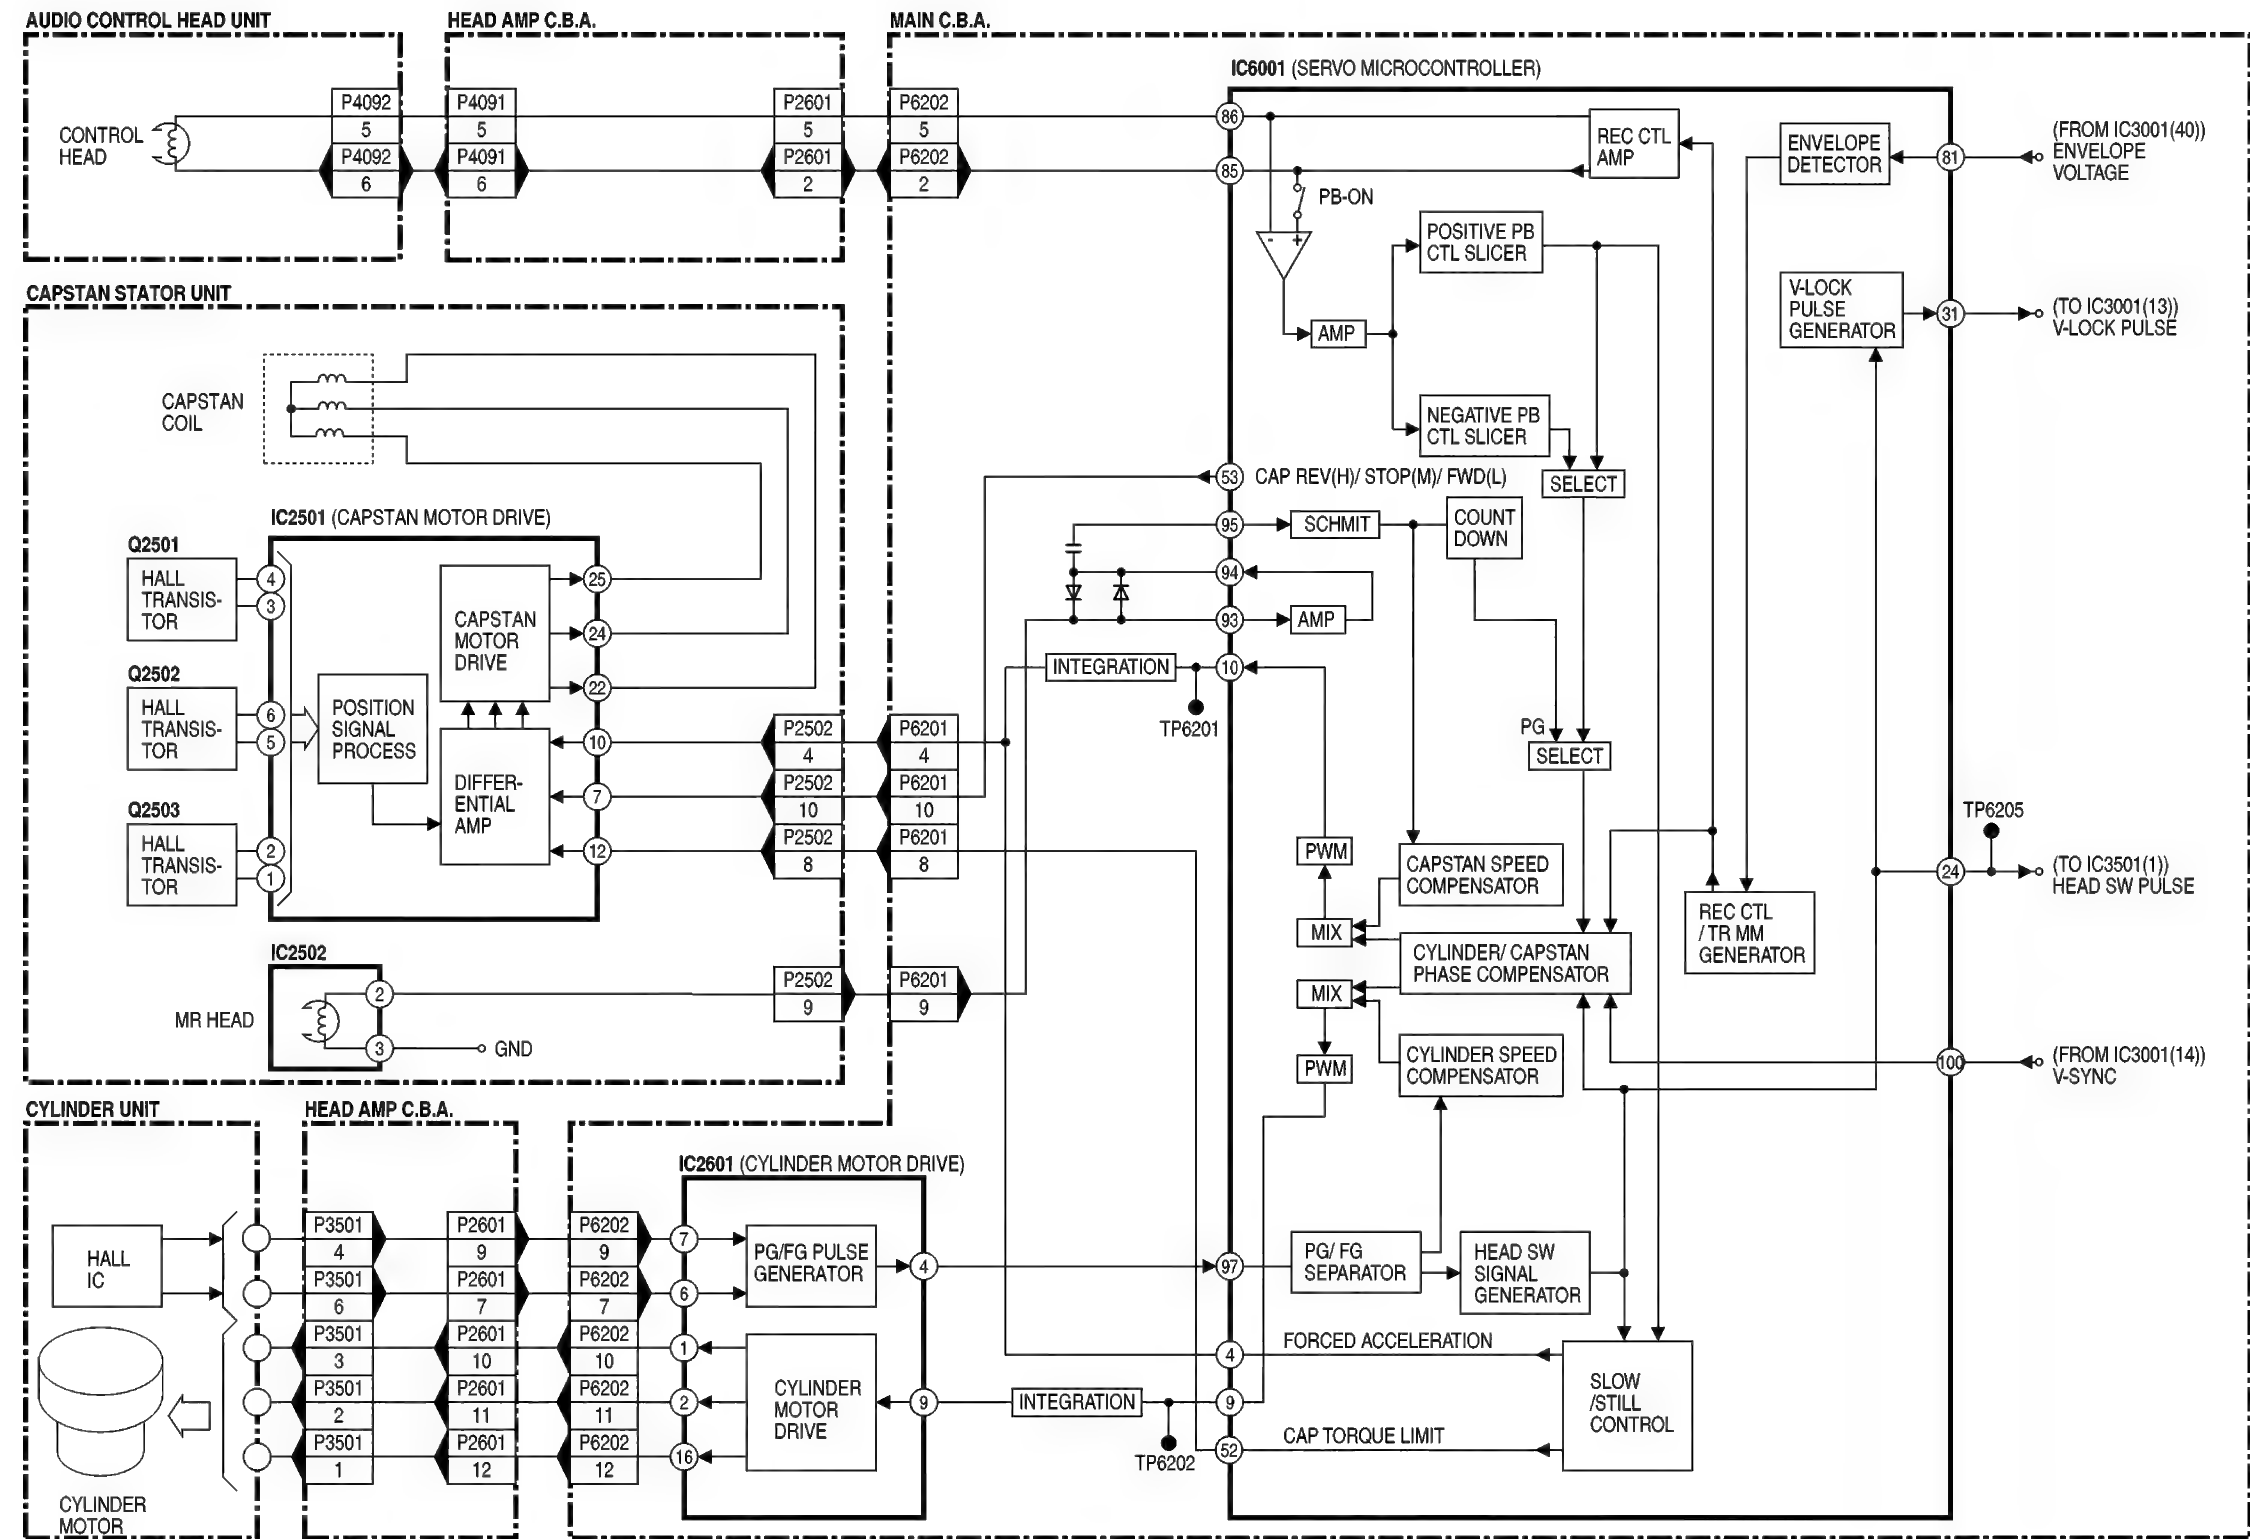 AUDIO CONTROL HEAD UNIT
HEAD AMP C.B.A.
MAIN C.B.A.
IC6001 (SERVO MICROCONTROLLER)
CONTROL
HEAD
P4092
5
P4092
6
P4091
5
P4091
6
P2601
5
P2601
2
P6202
5
P6202
2
86
85
PB-ON
- +
REC CTL
AMP
ENVELOPE
DETECTOR
81
(FROM IC3001(40))
ENVELOPE
VOLTAGE
POSITIVE PB
CTL SLICER
AMP
NEGATIVE PB
CTL SLICER
SELECT
V-LOCK
PULSE
GENERATOR
31
(TO IC3001(13))
V-LOCK PULSE
CAPSTAN STATOR UNIT
CAPSTAN
COIL
IC2501 (CAPSTAN MOTOR DRIVE)
Q2501
HALL
TRANSIS-
TOR
4
3
Q2502
HALL
TRANSIS-
TOR
6
5
Q2503
HALL
TRANSIS-
TOR
2
1
POSITION
SIGNAL
PROCESS
CAPSTAN
MOTOR
DRIVE
DIFFER-
ENTIAL
AMP
25
24
22
10
7
12
P2502
4
P2502
10
P2502
8
P6201
4
P6201
10
P6201
8
53
CAP REV(H)/ STOP(M)/ FWD(L)
95
SCHMIT
COUNT
DOWN
94
93
AMP
INTEGRATION
10
TP6201
PG
SELECT
PWM
CAPSTAN SPEED
COMPENSATOR
MIX
CYLINDER/ CAPSTAN
PHASE COMPENSATOR
MIX
PWM
CYLINDER SPEED
COMPENSATOR
REC CTL
/ TR MM
GENERATOR
TP6205
24
(TO IC3501(1))
HEAD SW PULSE
100
(FROM IC3001(14))
V-SYNC
IC2502
MR HEAD
2
3
GND
P2502
9
P6201
9
CYLINDER UNIT
HEAD AMP C.B.A.
IC2601 (CYLINDER MOTOR DRIVE)
HALL
IC
CYLINDER
MOTOR
P3501
4
P3501
6
P3501
3
P3501
2
P3501
1
P2601
9
P2601
7
P2601
10
P2601
11
P2601
12
P6202
9
P6202
7
P6202
10
P6202
11
P6202
12
7
6
1
2
16
PG/FG PULSE
GENERATOR
CYLINDER
MOTOR
DRIVE
4
9
INTEGRATION
TP6202
97
PG/ FG
SEPARATOR
HEAD SW
SIGNAL
GENERATOR
4
FORCED ACCELERATION
9
52
CAP TORQUE LIMIT
SLOW
/STILL
CONTROL